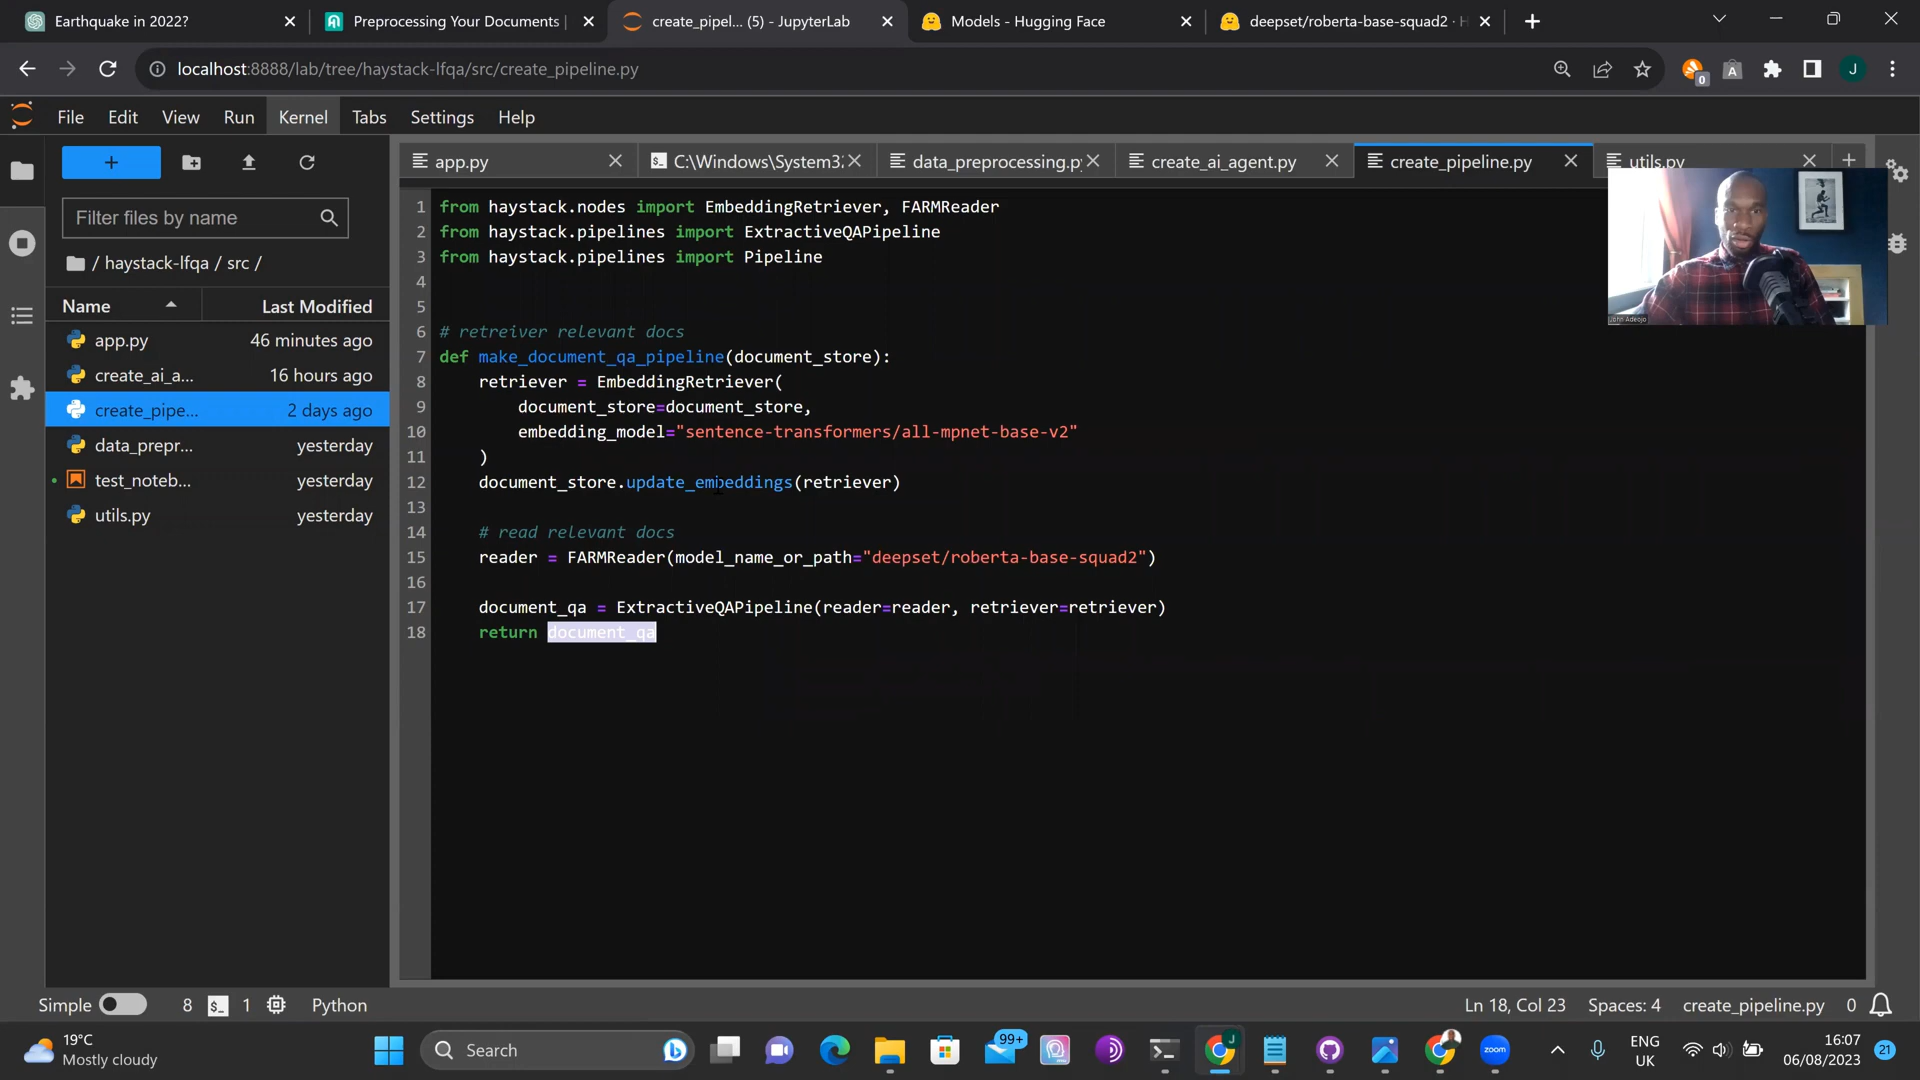 Earthquake in 2022?
Preprocessing Your Documents
create_pipel... (5) - JupyterLab
Models - Hugging Face
deepset/roberta-base-squad2 · H
localhost:8888/lab/tree/haystack-lfqa/src/create_pipeline.py
0
A
J
File Edit View Run Kernel Tabs Settings Help
app.py
C:\Windows\System32
data_preprocessing.py
create_ai_agent.py
create_pipeline.py
utils.py
Filter files by name
/ haystack-lfqa / src /
Name Last Modified
app.py 46 minutes ago
create_ai_a... 16 hours ago
create_pipe... 2 days ago
data_prepr... yesterday
test_noteb... yesterday
utils.py yesterday
1 from haystack.nodes import EmbeddingRetriever, FARMReader
2 from haystack.pipelines import ExtractiveQAPipeline
3 from haystack.pipelines import Pipeline
4
5
6 # retreiver relevant docs
7 def make_document_qa_pipeline(document_store):
8 retriever = EmbeddingRetriever(
9 document_store=document_store,
10 embedding_model="sentence-transformers/all-mpnet-base-v2"
11 )
12 document_store.update_embeddings(retriever)
13
14 # read relevant docs
15 reader = FARMReader(model_name_or_path="deepset/roberta-base-squad2")
16
17 document_qa = ExtractiveQAPipeline(reader=reader, retriever=retriever)
18 return document_qa
John Adeojo
Simple 8 1 Python
Ln 18, Col 23 Spaces: 4 create_pipeline.py 0
19°C
Mostly cloudy
Search
99+
J
zoom
ENG
UK
16:07
06/08/2023
21